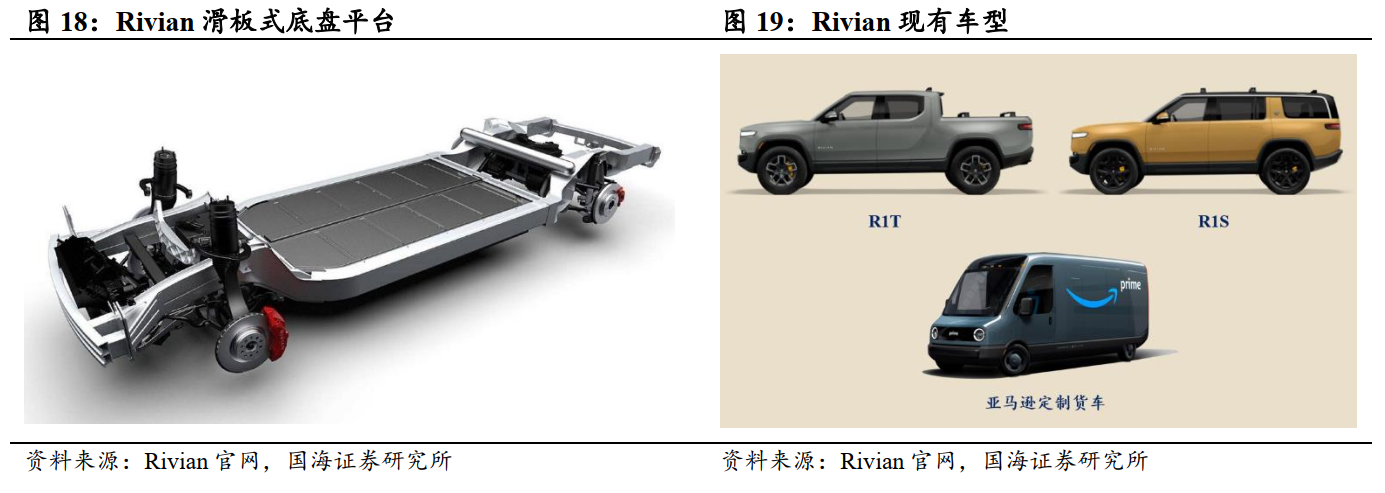 图 18：Rivian 滑板式底盘平台
图 19：Rivian 现有车型
R1T
R1S
prime
亚马逊定制货车
资料来源：Rivian 官网，国海证券研究所
资料来源：Rivian 官网，国海证券研究所